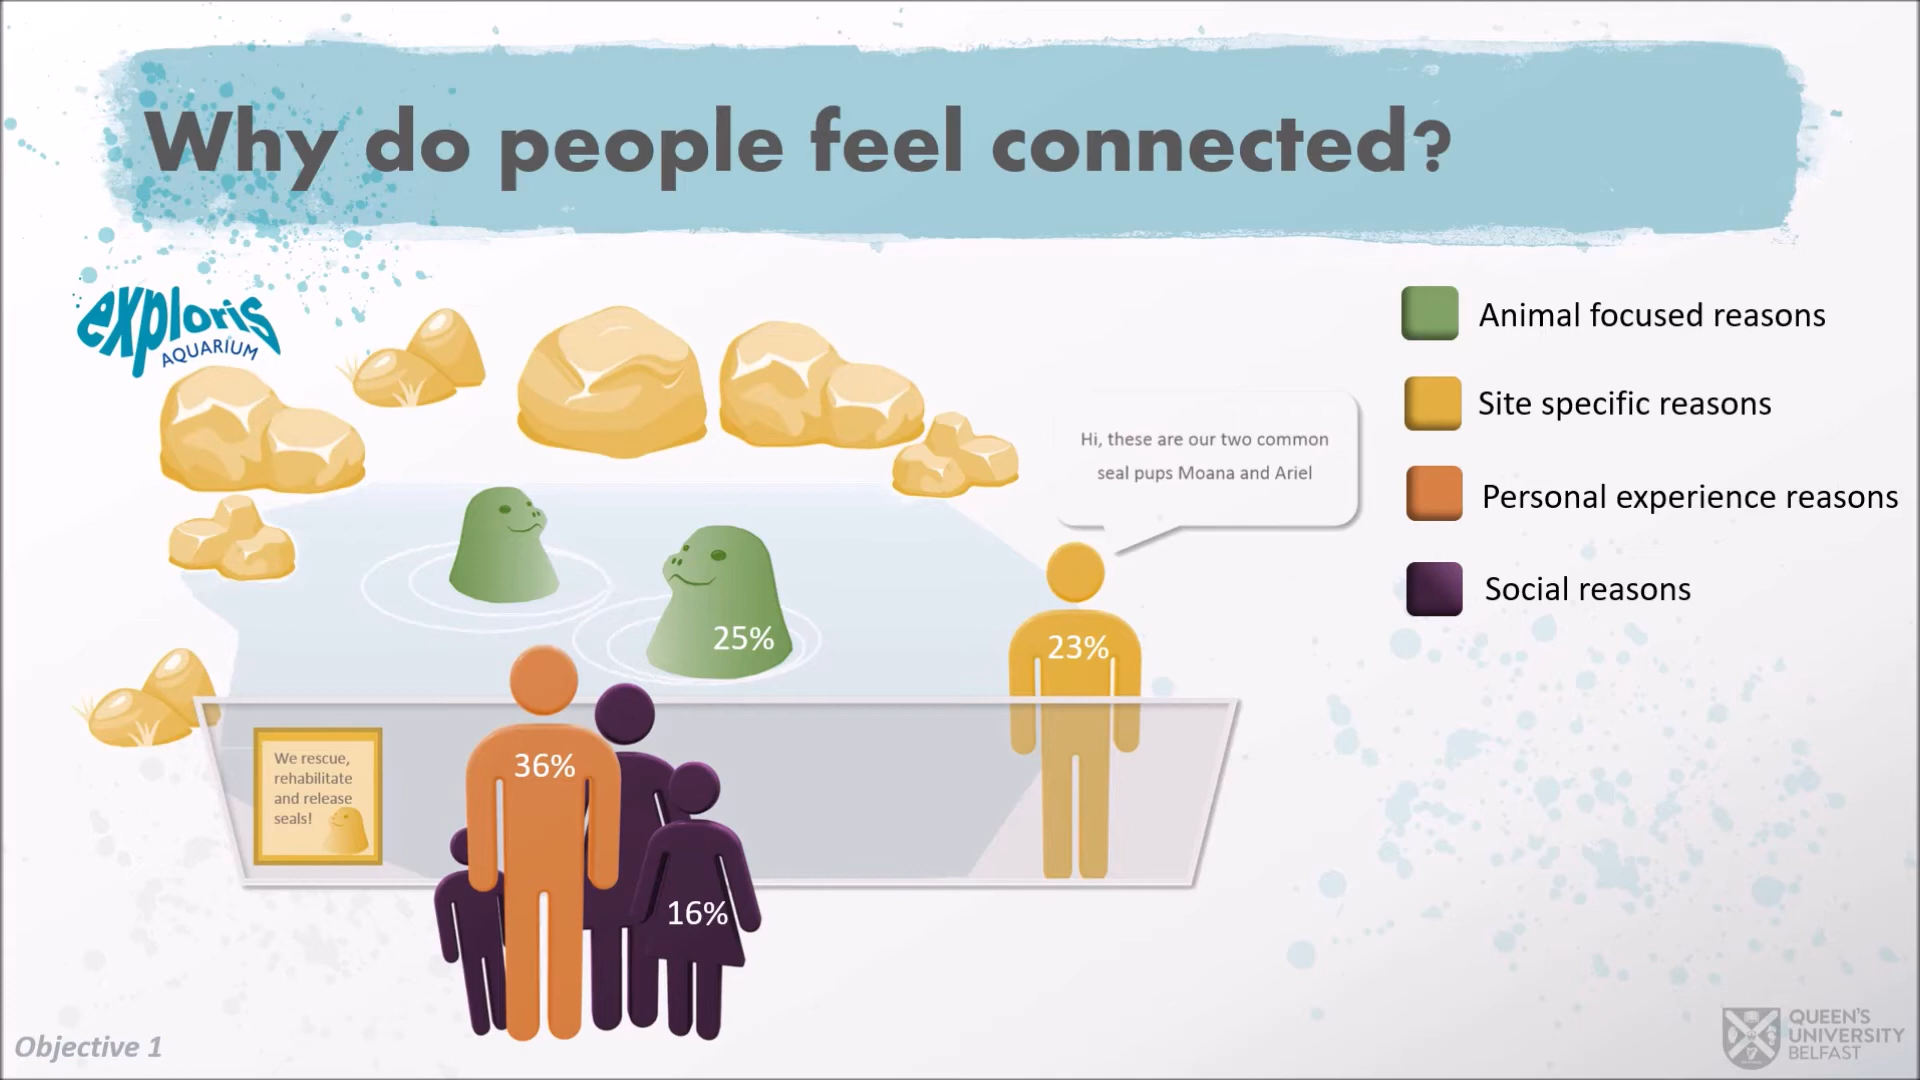 Why do people feel connected?
exploris
AQUARIUM
Animal focused reasons
Site specific reasons
Personal experience reasons
Social reasons
Hi, these are our two common
seal pups Moana and Ariel
25%
23%
36%
16%
We rescue,
rehabilitate
and release
seals!
Objective 1
QUEEN'S
UNIVERSITY
BELFAST